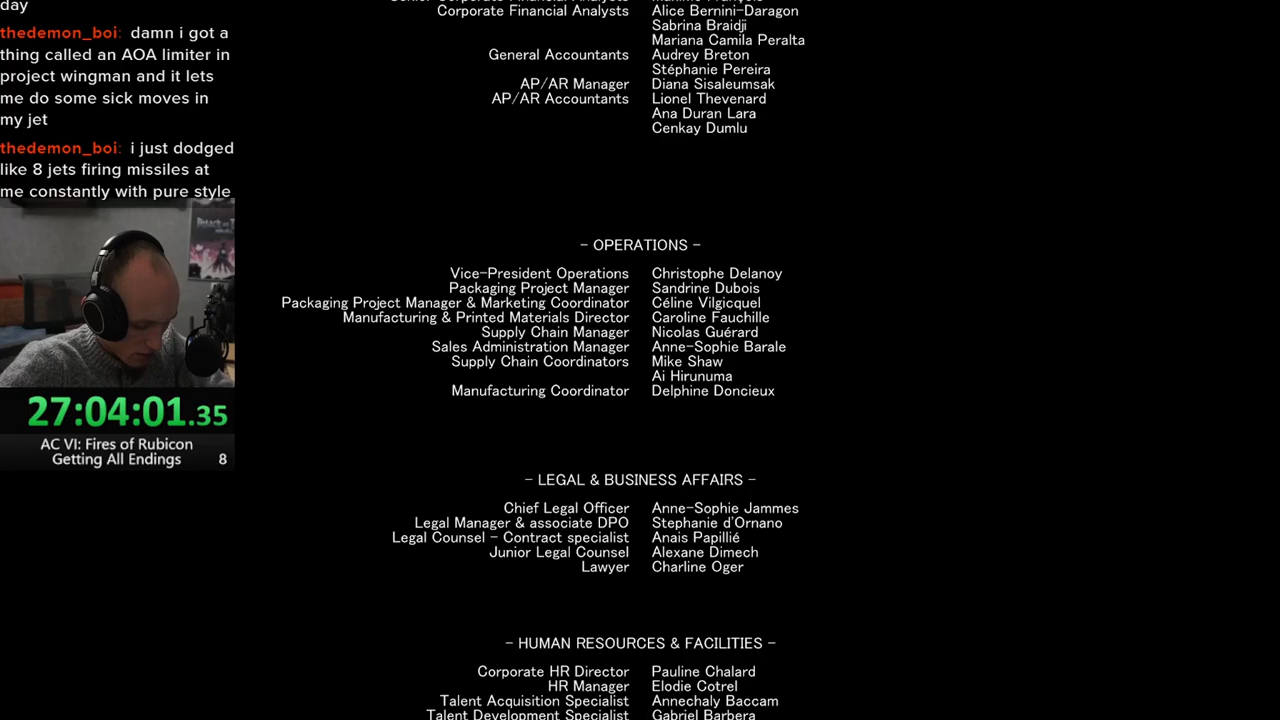 day
thedemon_boi: damn i got a
thing called an AOA limiter in
project wingman and it lets
me do some sick moves in
my jet
thedemon_boi: i just dodged
like 8 jets firing missiles at
me constantly with pure style
27:04:01.35
AC VI: Fires of Rubicon
Getting All Endings 8
Corporate Financial Analysts Alice Bernini-Daragon
Sabrina Braidji
Mariana Camila Peralta
General Accountants Audrey Breton
Stéphanie Pereira
AP/AR Manager Diana Sisaleumsak
AP/AR Accountants Lionel Thevenard
Ana Duran Lara
Cenkay Dumlu
- OPERATIONS -
Vice-President Operations Christophe Delanoy
Packaging Project Manager Sandrine Dubois
Packaging Project Manager & Marketing Coordinator Céline Vilgicquel
Manufacturing & Printed Materials Director Caroline Fauchille
Supply Chain Manager Nicolas Guérard
Sales Administration Manager Anne-Sophie Barale
Supply Chain Coordinators Mike Shaw
Ai Hirunuma
Manufacturing Coordinator Delphine Doncieux
- LEGAL & BUSINESS AFFAIRS -
Chief Legal Officer Anne-Sophie Jammes
Legal Manager & associate DPO Stephanie d'Ornano
Legal Counsel - Contract specialist Anais Papillié
Junior Legal Counsel Alexane Dimech
Lawyer Charline Oger
- HUMAN RESOURCES & FACILITIES -
Corporate HR Director Pauline Chalard
HR Manager Elodie Cotrel
Talent Acquisition Specialist Annechaly Baccam
Talent Development Specialist Gabriel Barbera